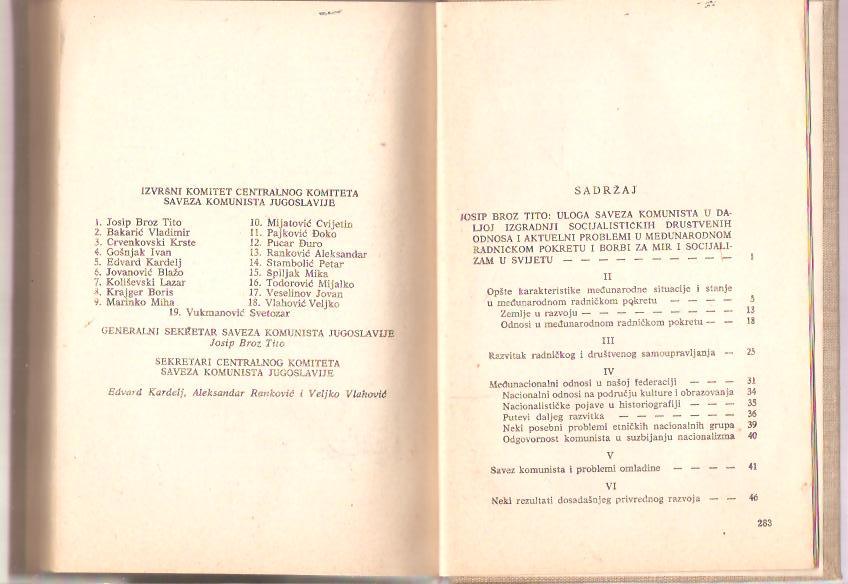 IZVRŠNI KOMITET CENTRALNOG KOMITETA
SAVEZA KOMUNISTA JUGOSLAVIJE
1. Josip Broz Tito
2. Bakarić Vladimir
3. Crvenkovski Krste
4. Gošnjak Ivan
5. Edvard Kardelj
6. Jovanović Blažo
7. Koliševski Lazar
8. Krajger Boris
9. Marinko Miha
10. Mijatović Cvijetin
11. Pajković Đoko
12. Pucar Đuro
13. Ranković Aleksandar
14. Stambolić Petar
15. Špiljak Mika
16. Todorović Mijalko
17. Veselinov Jovan
18. Vlahović Veljko
19. Vukmanović Svetozar
GENERALNI SEKRETAR SAVEZA KOMUNISTA JUGOSLAVIJE
Josip Broz Tito
SEKRETARI CENTRALNOG KOMITETA
SAVEZA KOMUNISTA JUGOSLAVIJE
Edvard Kardelj, Aleksandar Ranković i Veljko Vlahović
SADRŽAJ
JOSIP BROZ TITO: ULOGA SAVEZA KOMUNISTA U DA-
LJOJ IZGRADNJI SOCIJALISTIČKIH DRUŠTVENIH
ODNOSA I AKTUELNI PROBLEMI U MEĐUNARODNOM
RADNIČKOM POKRETU I BORBI ZA MIR I SOCIJALI-
ZAM U SVIJETU — — — — — — — — — 1
II
Opšte karakteristike međunarodne situacije i stanje
u međunarodnom radničkom pokretu — — — — 5
Zemlje u razvoju — — — — — — — — 13
Odnosi u međunarodnom radničkom pokretu — — 18
III
Razvitak radničkog i društvenog samoupravljanja — 25
IV
Međunacionalni odnosi u našoj federaciji — — — 31
Nacionalni odnosi na području kulture i obrazovanja 34
Nacionalističke pojave u historiografiji — — — 35
Putevi daljeg razvitka — — — — — — — 36
Neki posebni problemi etničkih nacionalnih grupa 39
Odgovornost komunista u suzbijanju nacionalizma 40
V
Savez komunista i problemi omladine — — — — 41
VI
Neki rezultati dosadašnjeg privrednog razvoja — — 46
283